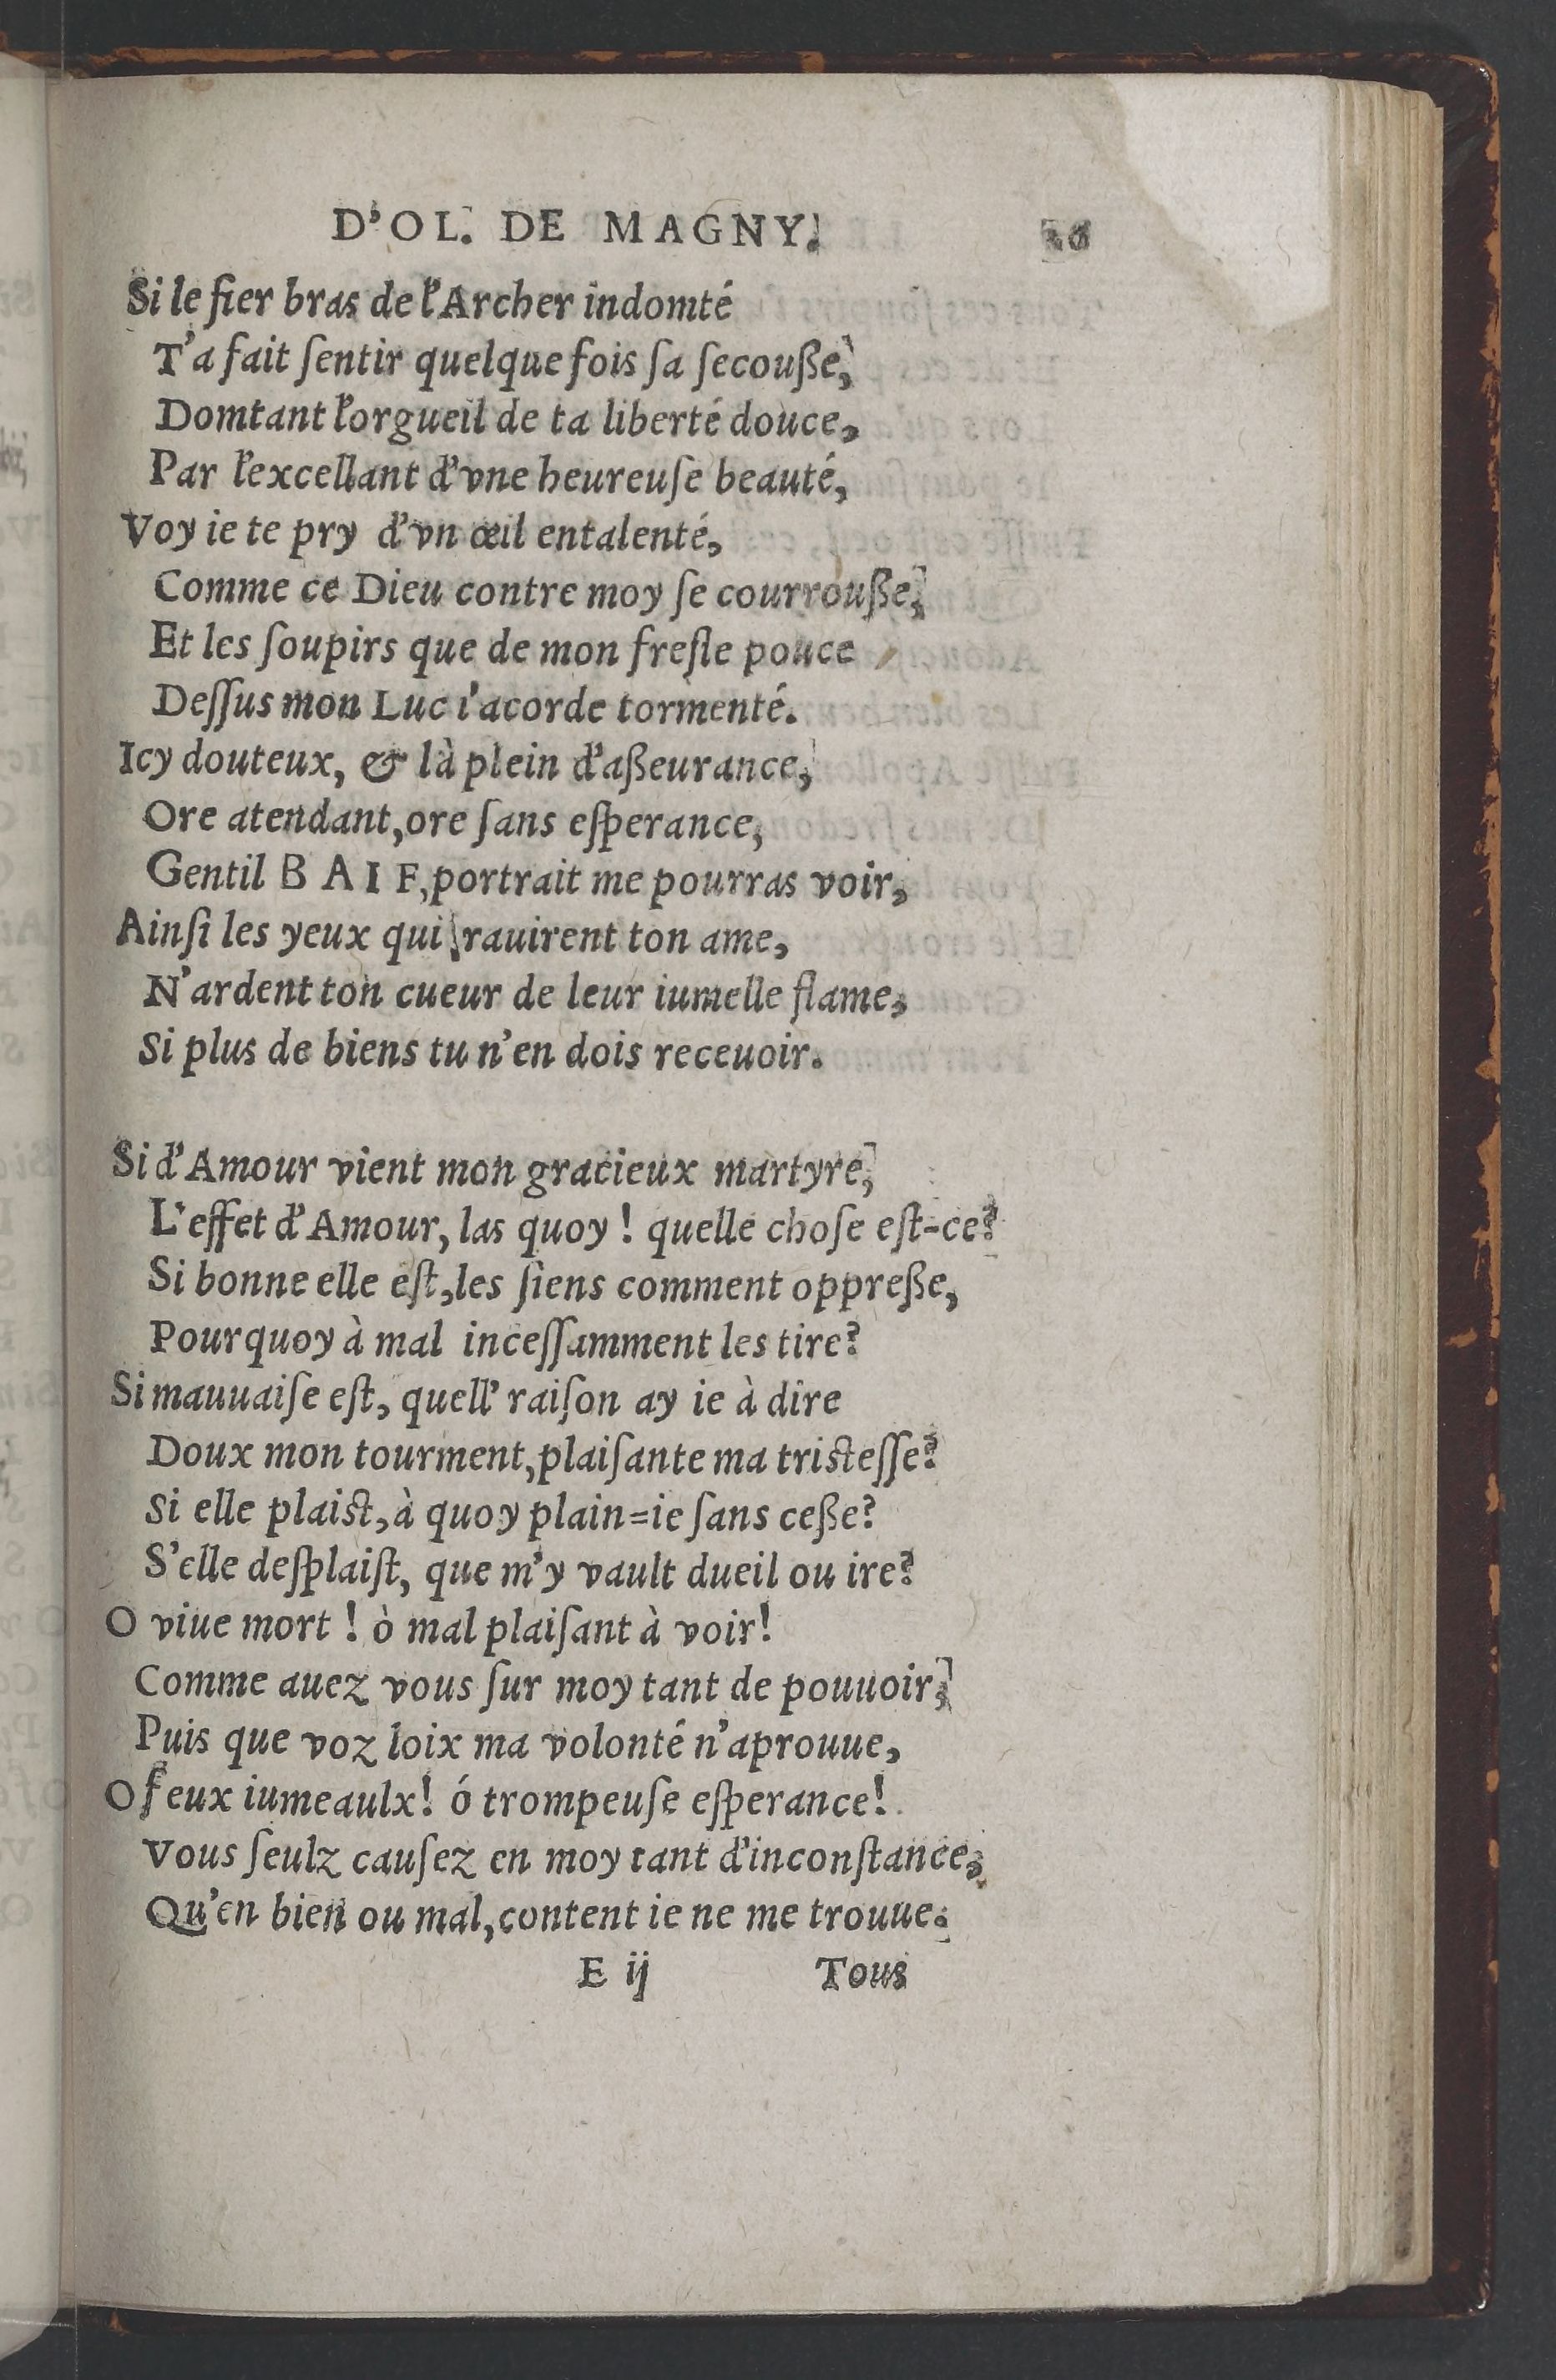 D'OL. DE MAGNY.
Si le fier bras de l'Archer indomté
T'a fait ſentir quelque fois ſa ſecouße,
Domtant l'orgueil de ta liberté douce,
Par l'excellant d'vne heureuſe beauté,
Voy ie te pry d'vn œil entalenté,
Comme ce Dieu contre moy ſe courrouße,
Et les ſoupirs que de mon freſle pouce
Deſſus mon Luc i'acorde tormenté.
Icy douteux, & là plein d'aßeurance,
Ore atendant, ore ſans eſperance,
Gentil BAIF, portrait me pourras voir,
Ainſi les yeux qui rauirent ton ame,
N'ardent ton cueur de leur iumelle flame,
Si plus de biens tu n'en dois receuoir.
Si d'Amour vient mon gracieux martyre,
L'effet d'Amour, las quoy ! quelle choſe eſt-ce?
Si bonne elle eſt, les ſiens comment oppreße,
Pourquoy à mal inceſſamment les tire?
Si mauuaiſe eſt, quell' raiſon ay ie à dire
Doux mon tourment, plaiſante ma tristeſſe?
Si elle plaist, à quoy plain=ie ſans ceße?
S'elle deſplaiſt, que m'y vault dueil ou ire?
O viue mort ! ò mal plaiſant à voir!
Comme auez vous ſur moy tant de pouuoir,
Puis que voz loix ma volonté n'aprouue,
O feux iumeaulx! ó trompeuſe eſperance!
Vous ſeulz cauſez en moy tant d'inconſtance,
Qu'en bien ou mal, content ie ne me trouue.
E ij Tous